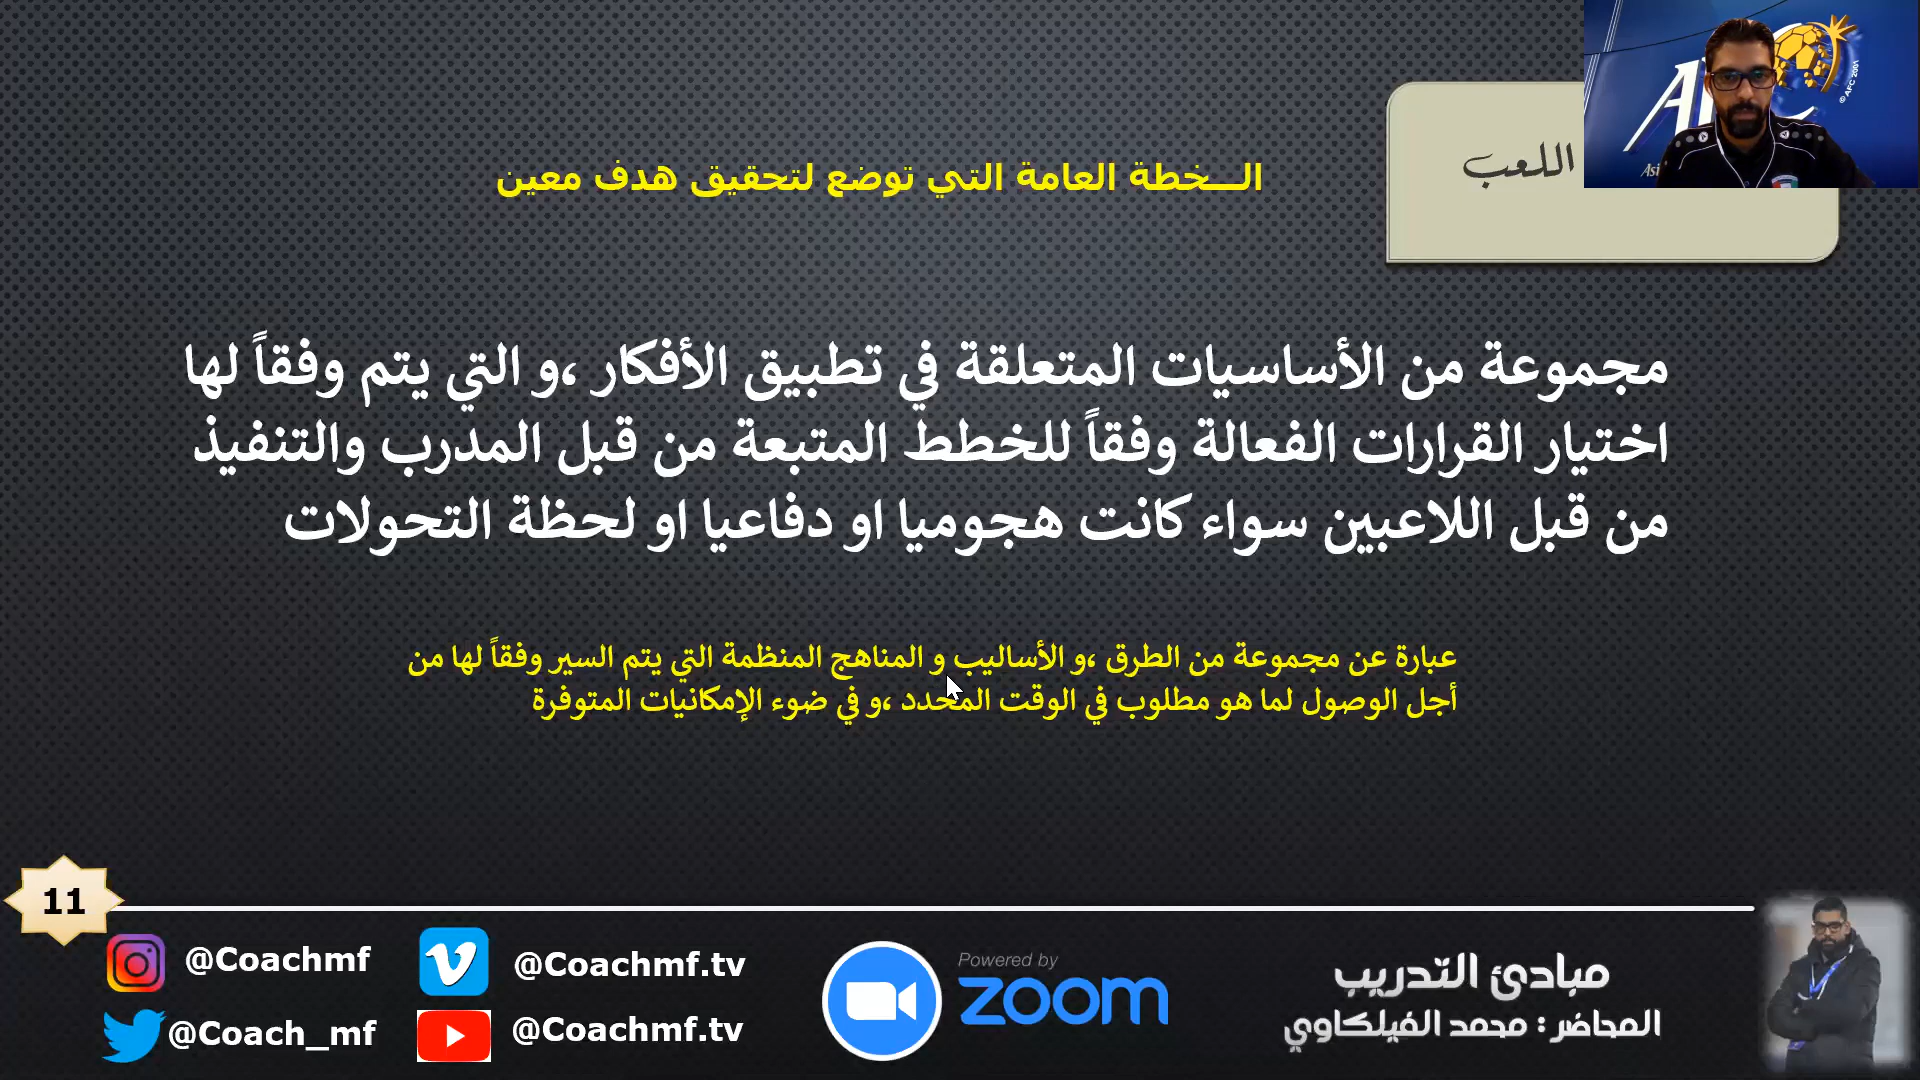 اللعب
الـــخطة العامة التي توضع لتحقيق هدف معين
مجموعة من الأساسيات المتعلقة في تطبيق الأفكار ،و التي يتم وفقاً لها
اختيار القرارات الفعالة وفقاً للخطط المتبعة من قبل المدرب والتنفيذ
من قبل اللاعبين سواء كانت هجوميا او دفاعيا او لحظة التحولات
عبارة عن مجموعة من الطرق ،و الأساليب و المناهج المنظمة التي يتم السير وفقاً لها من
أجل الوصول لما هو مطلوب في الوقت المحدد ،و في ضوء الإمكانيات المتوفرة
11
@Coachmf
@Coachmf.tv
@Coach_mf
@Coachmf.tv
Powered by
zoom
مبادئ التدريب
المحاضر : محمد الفيلكاوي
© AFC 2001